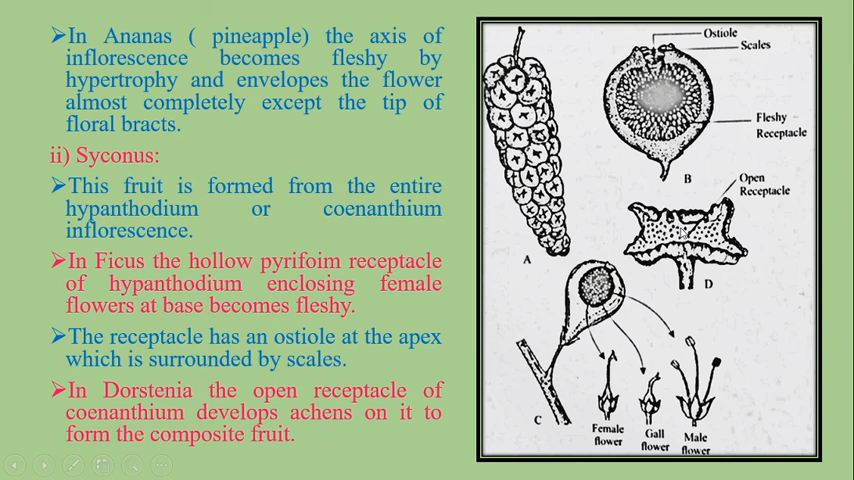 ➢In Ananas ( pineapple) the axis of
inflorescence becomes fleshy by
hypertrophy and envelopes the flower
almost completely except the tip of
floral bracts.
ii) Syconus:
➢This fruit is formed from the entire
hypanthodium or coenanthium
inflorescence.
➢In Ficus the hollow pyrifoim receptacle
of hypanthodium enclosing female
flowers at base becomes fleshy.
➢The receptacle has an ostiole at the apex
which is surrounded by scales.
➢In Dorstenia the open receptacle of
coenanthium develops achens on it to
form the composite fruit.
Ostiole
Scales
Fleshy
Receptacle
B
Open
Receptacle
A
D
C
Female
flower
Gall
flower
Male
flower